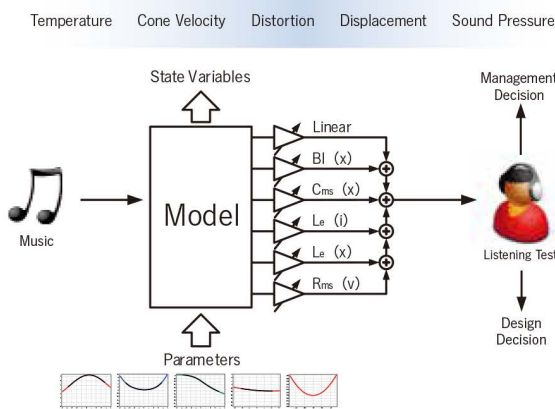 Temperature Cone Velocity Distortion Displacement Sound Pressure
State Variables
Management
Decision
Linear
Bl (x)
Cms (x)
Model
Le (i)
Music
Listening Test
Le (x)
Rms (v)
Design
Decision
Parameters